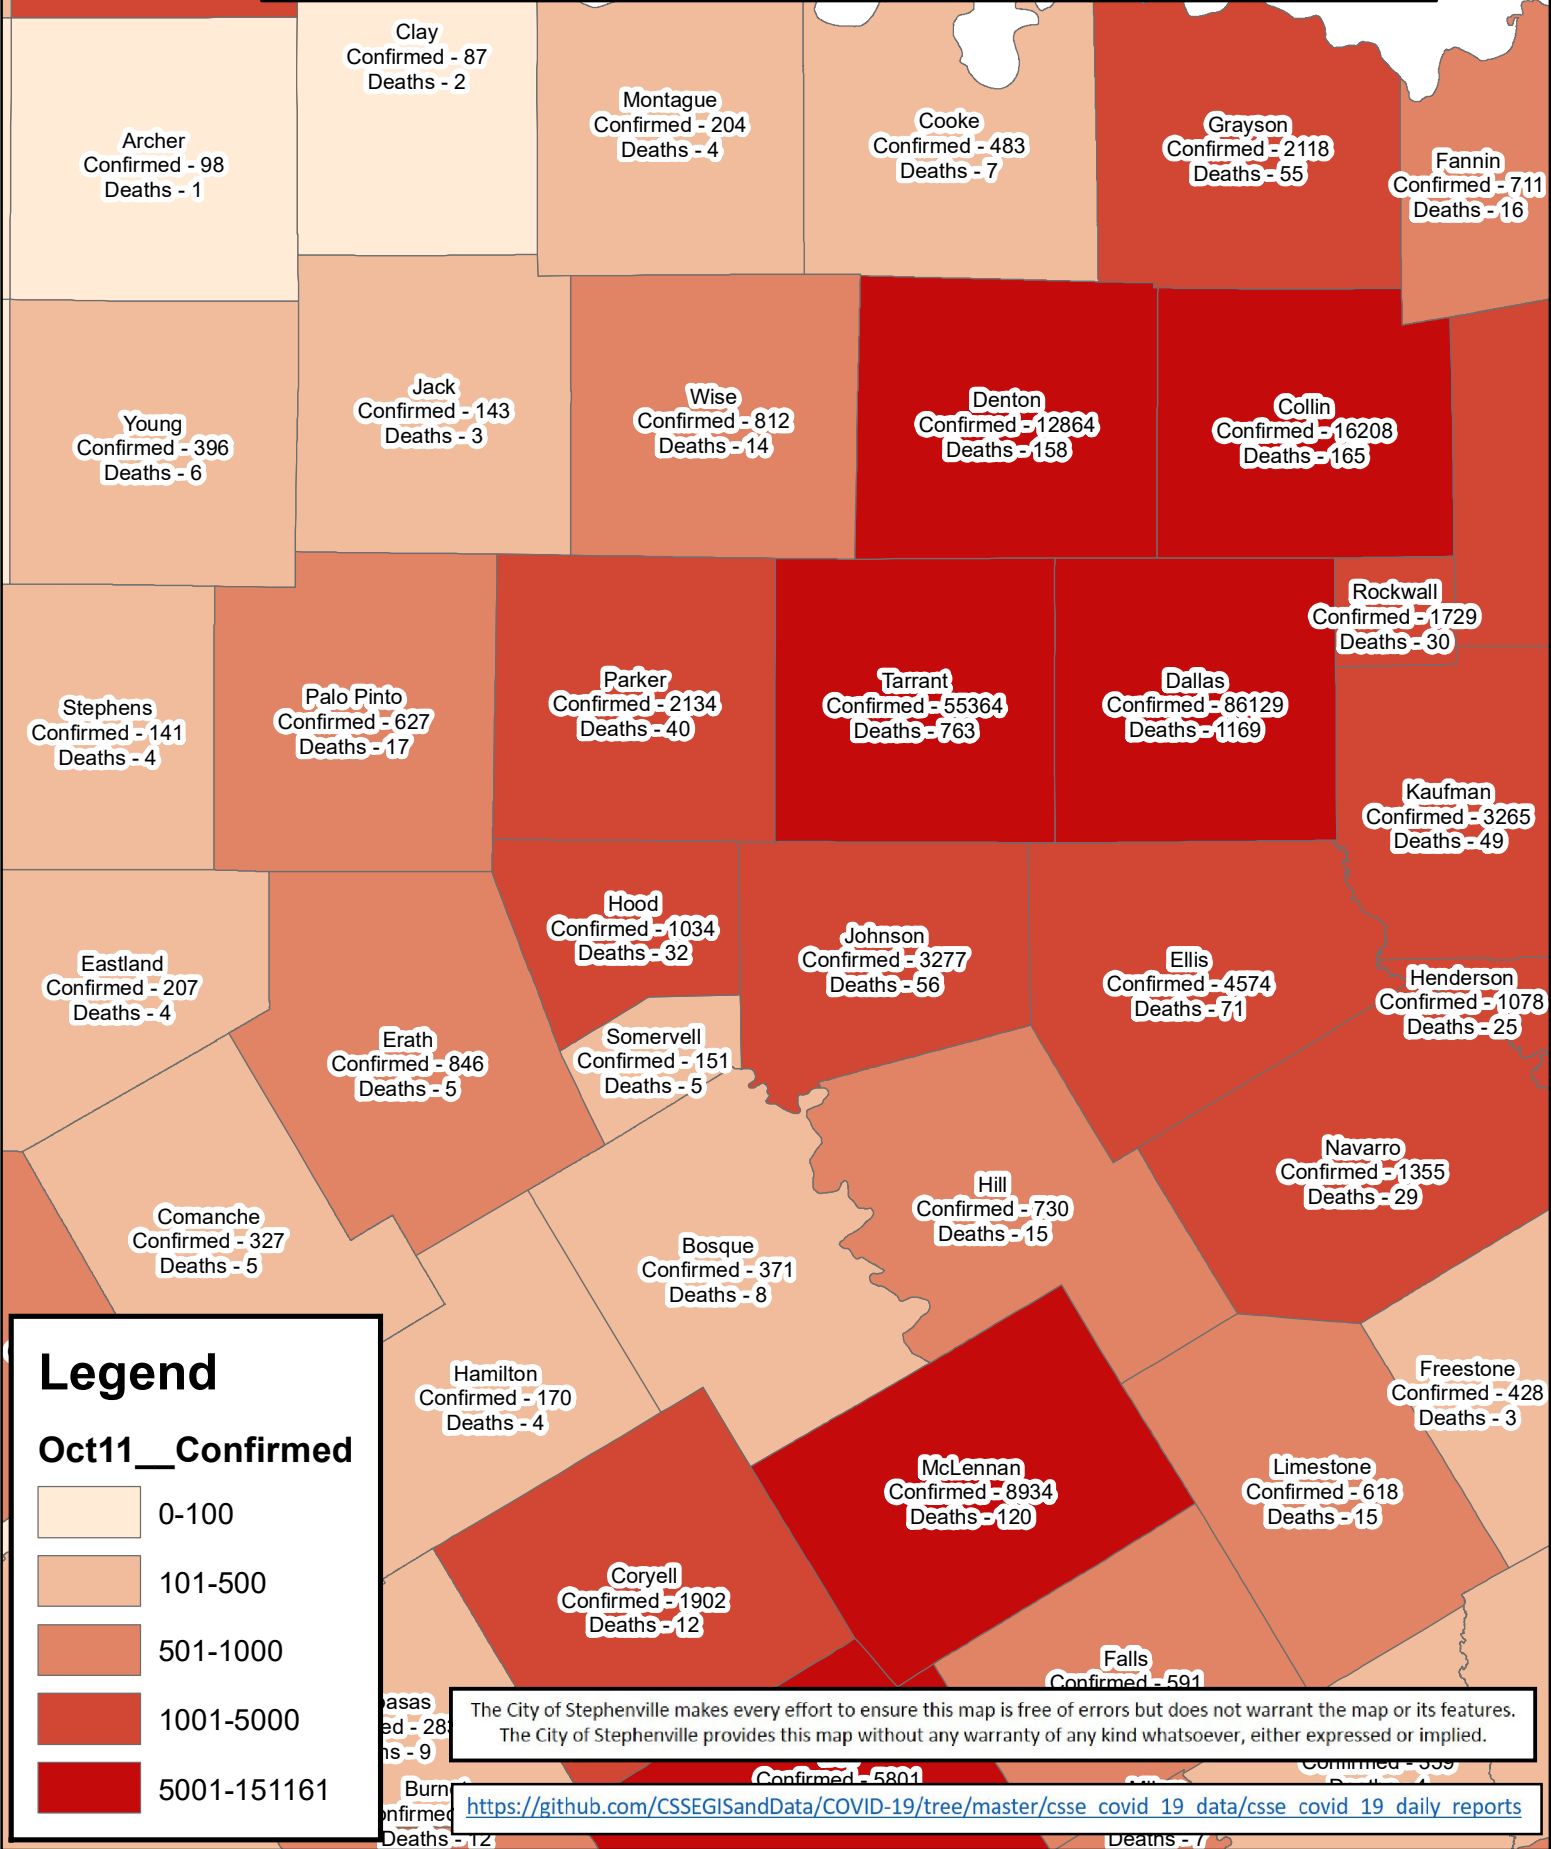 Clay
Confirmed - 87
Deaths - 2
Montague
Confirmed - 204
Deaths - 4
Cooke
Confirmed - 483
Deaths - 7
Grayson
Confirmed - 2118
Deaths - 55
Archer
Confirmed - 98
Deaths - 1
Fannin
Confirmed - 711
Deaths - 16
Young
Confirmed - 396
Deaths - 6
Jack
Confirmed - 143
Deaths - 3
Wise
Confirmed - 812
Deaths - 14
Denton
Confirmed - 12864
Deaths - 158
Collin
Confirmed - 16208
Deaths - 165
Rockwall
Confirmed - 1729
Deaths - 30
Stephens
Confirmed - 141
Deaths - 4
Palo Pinto
Confirmed - 627
Deaths - 17
Parker
Confirmed - 2134
Deaths - 40
Tarrant
Confirmed - 55364
Deaths - 763
Dallas
Confirmed - 86129
Deaths - 1169
Kaufman
Confirmed - 3265
Deaths - 49
Eastland
Confirmed - 207
Deaths - 4
Erath
Confirmed - 846
Deaths - 5
Hood
Confirmed - 1034
Deaths - 32
Somervell
Confirmed - 151
Deaths - 5
Johnson
Confirmed - 3277
Deaths - 56
Ellis
Confirmed - 4574
Deaths - 71
Henderson
Confirmed - 1078
Deaths - 25
Comanche
Confirmed - 327
Deaths - 5
Bosque
Confirmed - 371
Deaths - 8
Hill
Confirmed - 730
Deaths - 15
Navarro
Confirmed - 1355
Deaths - 29
Hamilton
Confirmed - 170
Deaths - 4
McLennan
Confirmed - 8934
Deaths - 120
Limestone
Confirmed - 618
Deaths - 15
Freestone
Confirmed - 428
Deaths - 3
Coryell
Confirmed - 1902
Deaths - 12
Falls
Confirmed - 591
Confirmed - 5801
Deaths - 12
Deaths - 7
Legend
Oct11__Confirmed
0-100
101-500
501-1000
1001-5000
5001-151161
The City of Stephenville makes every effort to ensure this map is free of errors but does not warrant the map or its features.
The City of Stephenville provides this map without any warranty of any kind whatsoever, either expressed or implied.
https://github.com/CSSEGISandData/COVID-19/tree/master/csse_covid_19_data/csse_covid_19_daily_reports